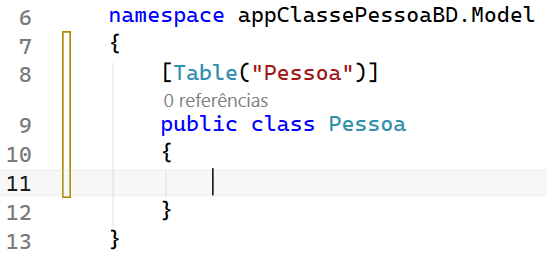 6 namespace appClassePessoaBD.Model
7 {
8 [Table("Pessoa")]
0 referências
9 public class Pessoa
10 {
11
12 }
13 }